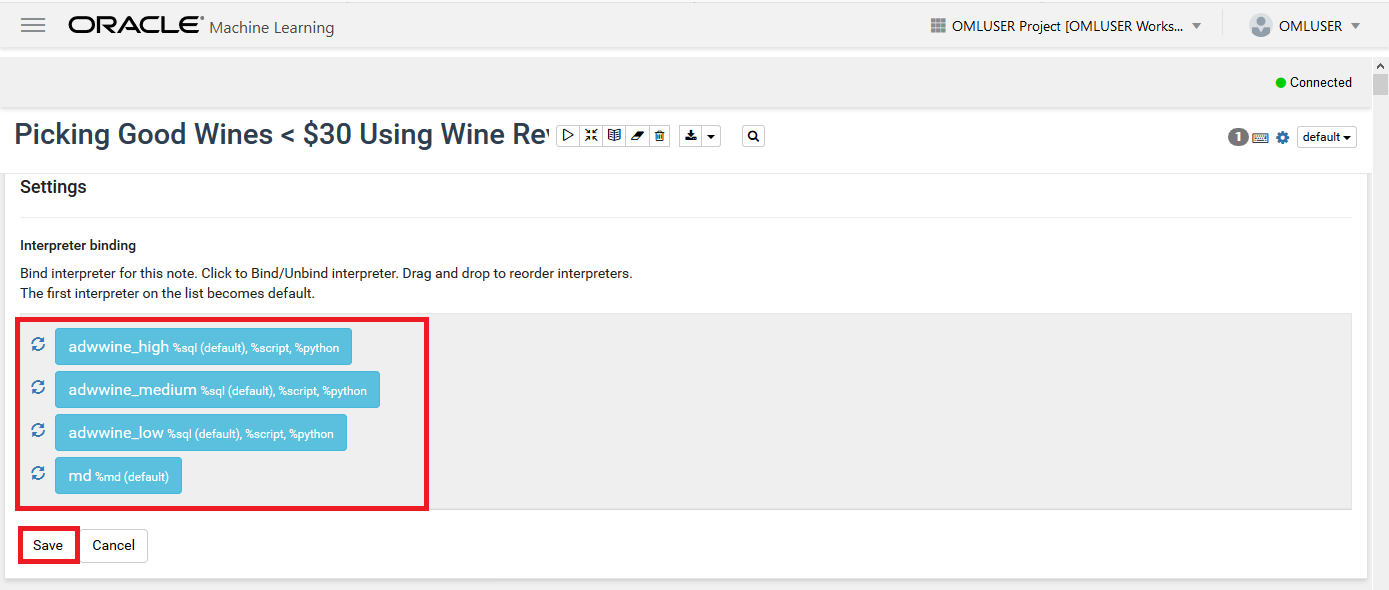 ORACLE® Machine Learning
OMLUSER Project [OMLUSER Works...
OMLUSER
Connected
Picking Good Wines < $30 Using Wine Re
1
default
Settings
Interpreter binding
Bind interpreter for this note. Click to Bind/Unbind interpreter. Drag and drop to reorder interpreters.
The first interpreter on the list becomes default.
adwwine_high %sql (default), %script, %python
adwwine_medium %sql (default), %script, %python
adwwine_low %sql (default), %script, %python
md %md (default)
Save
Cancel